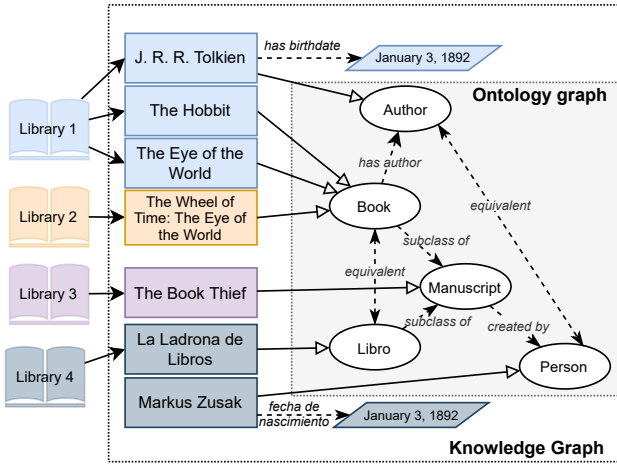 J. R. R. Tolkien
has birthdate
January 3, 1892
Library 1
The Hobbit
The Eye of the
World
Ontology graph
Author
has author
Library 2
The Wheel of
Time: The Eye of
the World
Book
equivalent
subclass of
equivalent
Library 3
The Book Thief
Manuscript
subclass of
created by
Library 4
La Ladrona de
Libros
Libro
Person
Markus Zusak
fecha de
nascimiento
January 3, 1892
Knowledge Graph